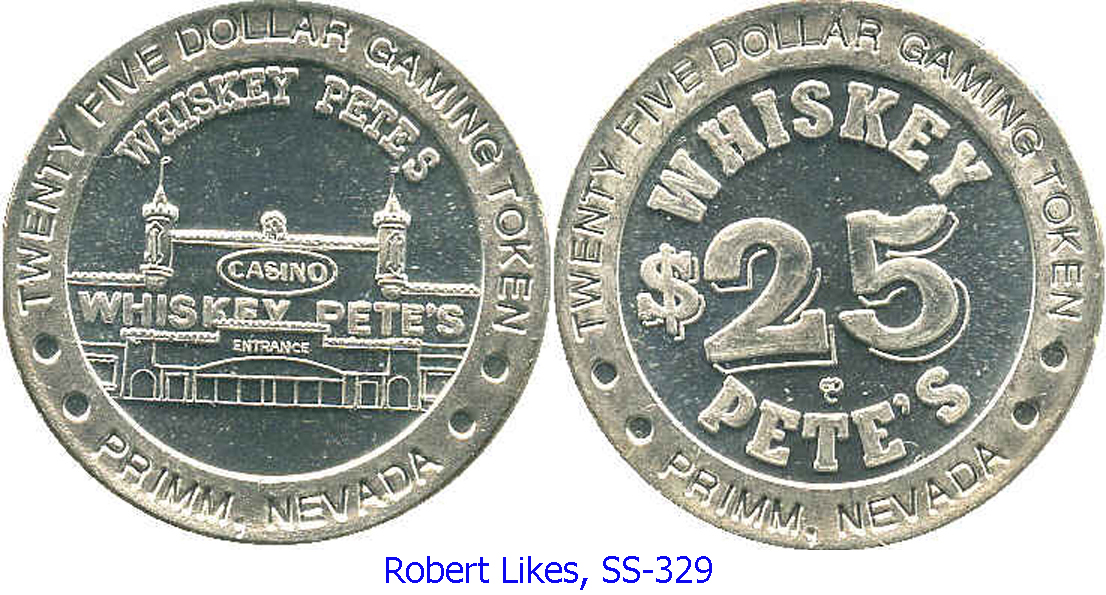 TWENTY FIVE DOLLAR GAMING TOKEN
WHISKEY PETES
CASINO
WHISKEY PETE'S
ENTRANCE
PRIMM, NEVADA
TWENTY FIVE DOLLAR GAMING TOKEN
WHISKEY
$25
PETE'S
PRIMM, NEVADA
Robert Likes, SS-329